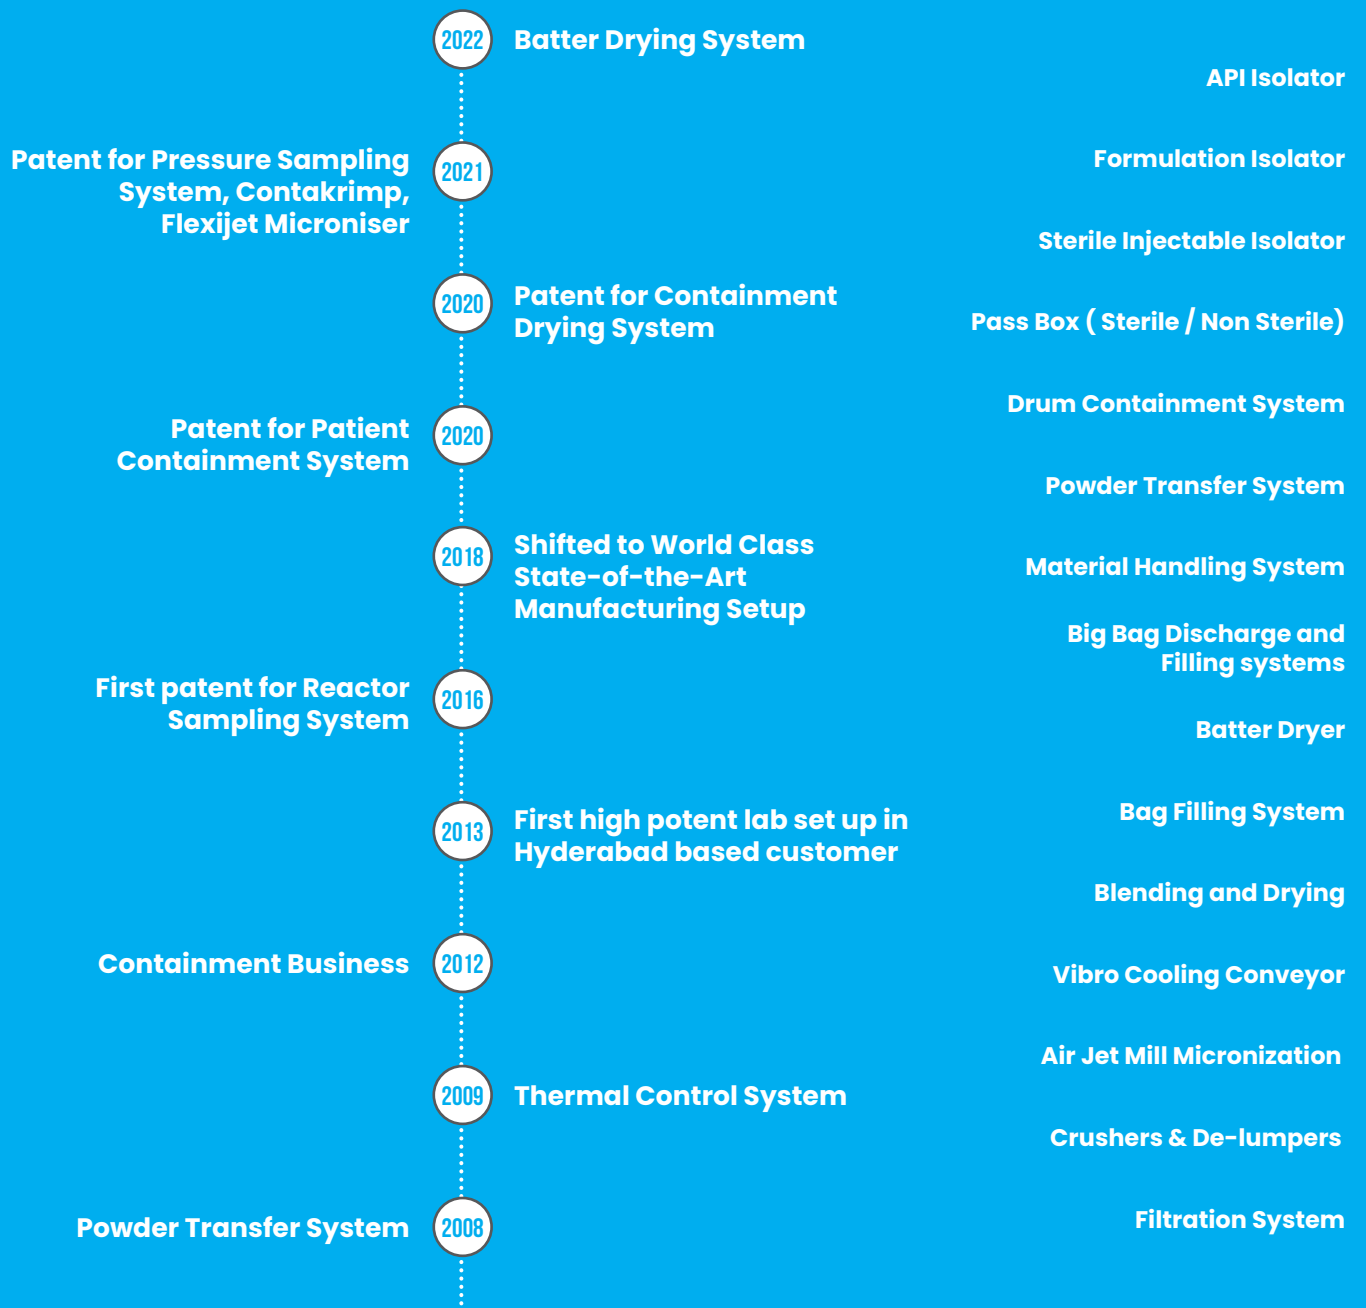 2022
Batter Drying System
Patent for Pressure Sampling
System, Contakrimp,
Flexijet Microniser
2021
2020
Patent for Containment
Drying System
Patent for Patient
Containment System
2020
2018
Shifted to World Class
State-of-the-Art
Manufacturing Setup
First patent for Reactor
Sampling System
2016
2013
First high potent lab set up in
Hyderabad based customer
Containment Business
2012
2009
Thermal Control System
Powder Transfer System
2008
API Isolator
Formulation Isolator
Sterile Injectable Isolator
Pass Box ( Sterile / Non Sterile)
Drum Containment System
Powder Transfer System
Material Handling System
Big Bag Discharge and
Filling systems
Batter Dryer
Bag Filling System
Blending and Drying
Vibro Cooling Conveyor
Air Jet Mill Micronization
Crushers & De-lumpers
Filtration System